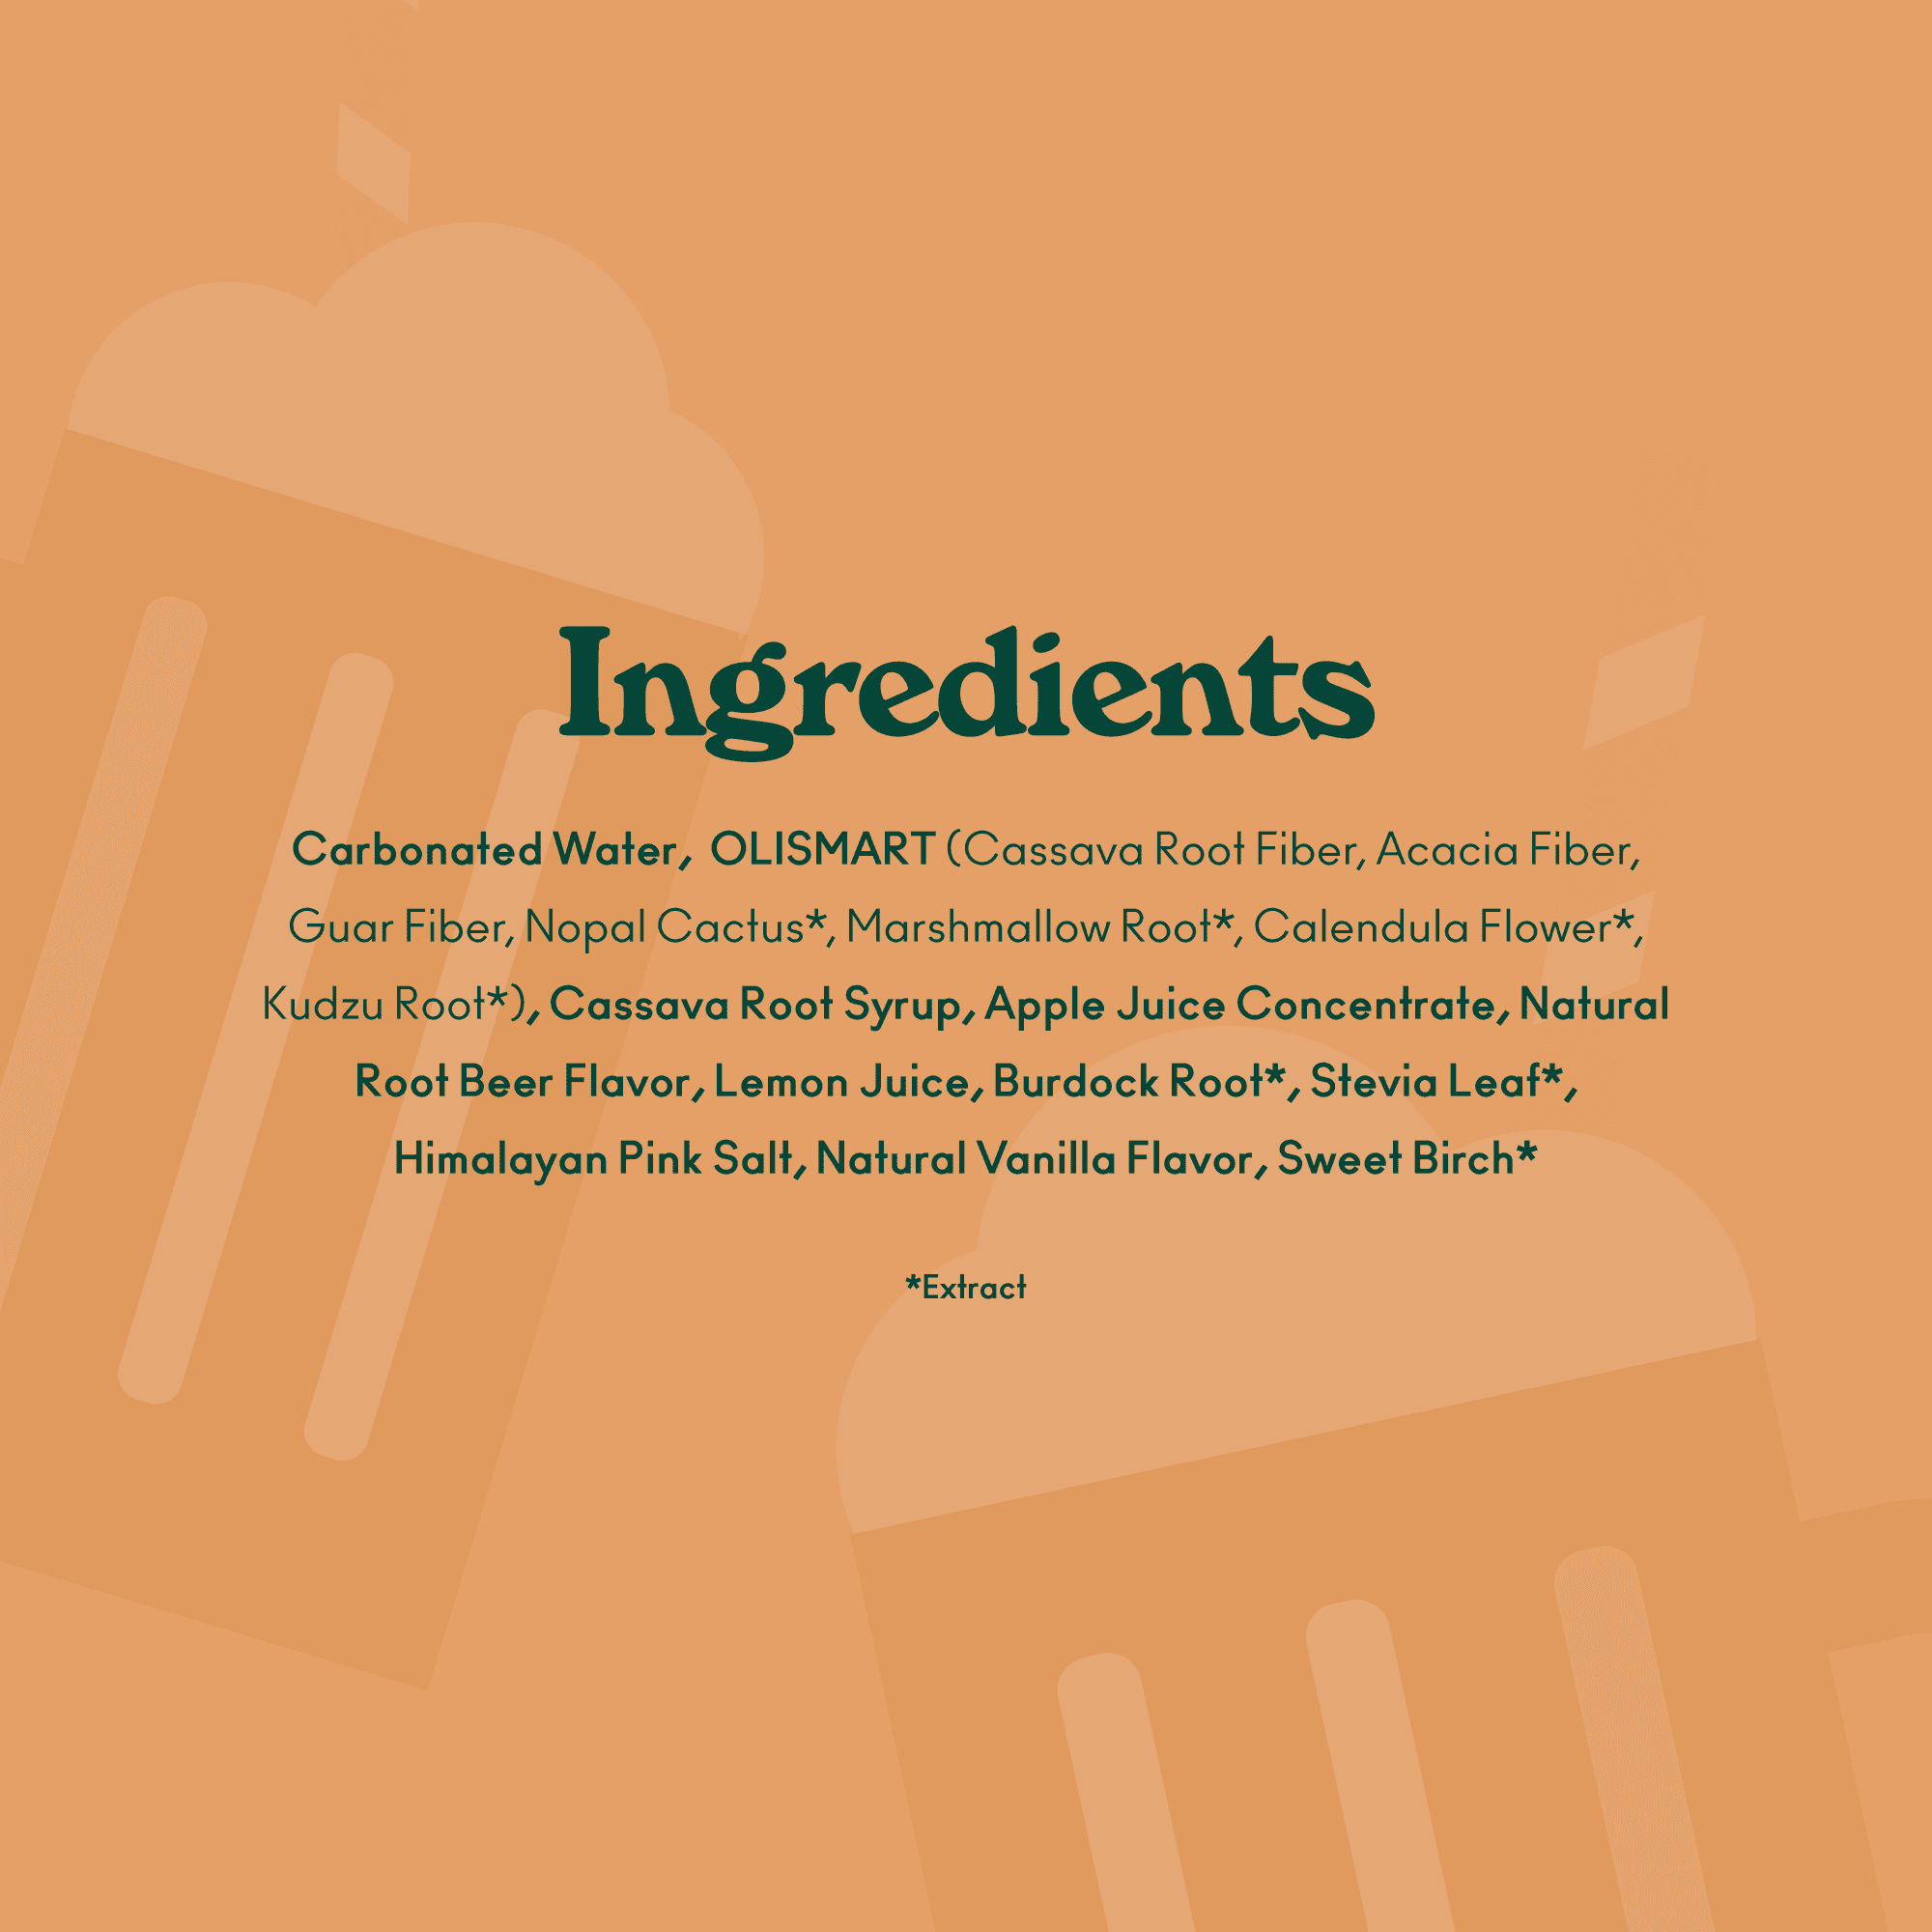 Ingredients
Carbonated Water, OLISMART (Cassava Root Fiber, Acacia Fiber,
Guar Fiber, Nopal Cactus*, Marshmallow Root*, Calendula Flower*,
Kudzu Root*), Cassava Root Syrup, Apple Juice Concentrate, Natural
Root Beer Flavor, Lemon Juice, Burdock Root*, Stevia Leaf*,
Himalayan Pink Salt, Natural Vanilla Flavor, Sweet Birch*
*Extract